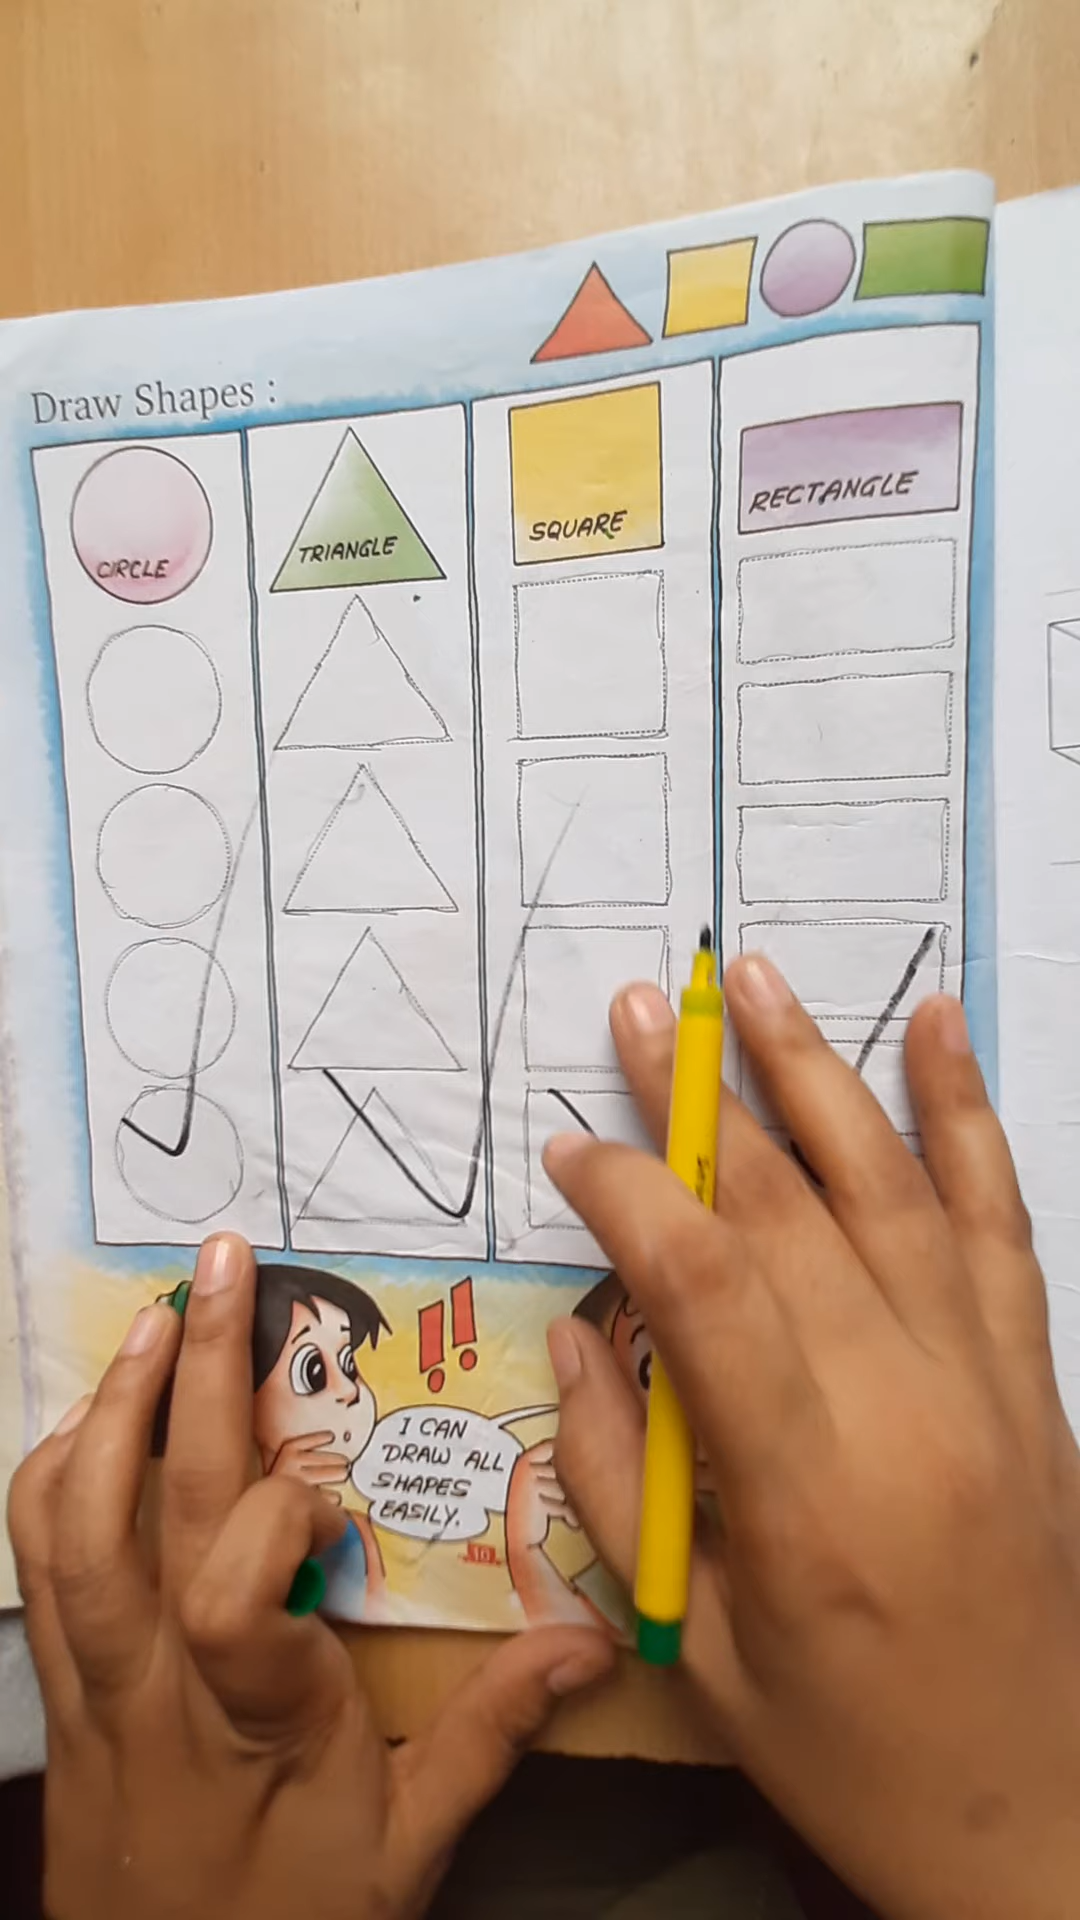 Draw Shapes :
CIRCLE
TRIANGLE
SQUARE
RECTANGLE
!!
I CAN
DRAW ALL
SHAPES
EASILY.
10